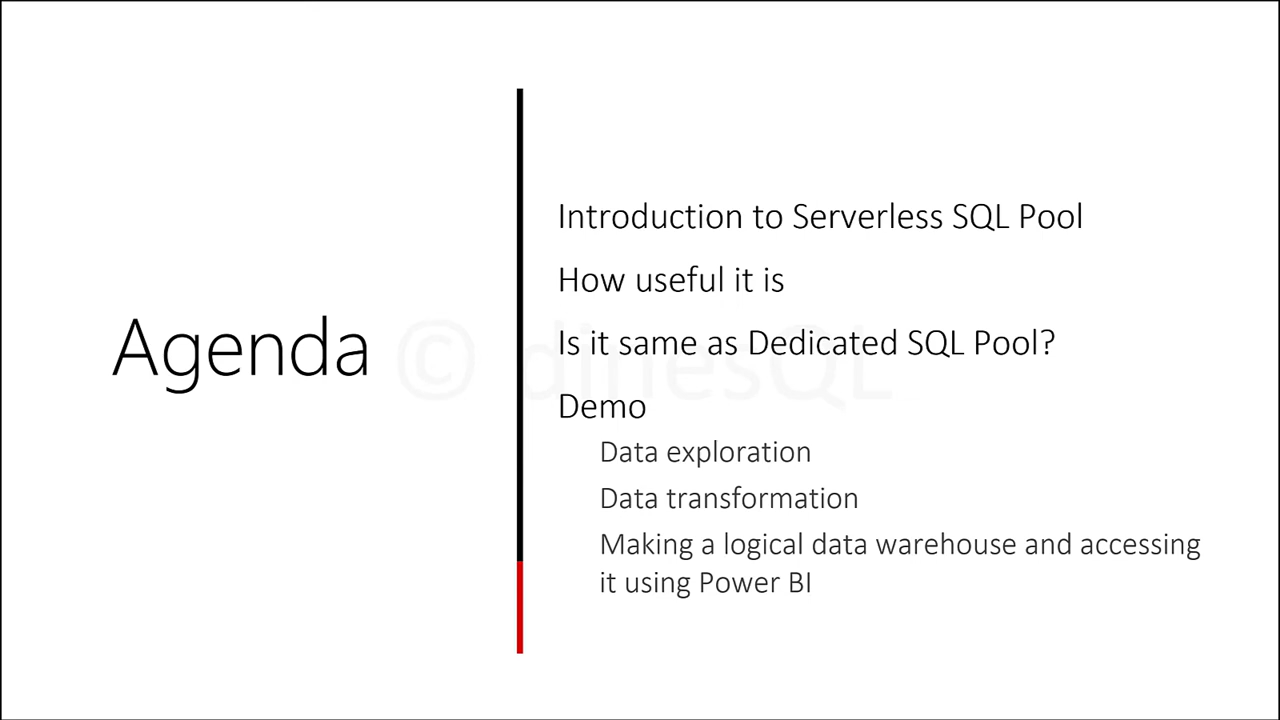 Agenda
Introduction to Serverless SQL Pool
How useful it is
Is it same as Dedicated SQL Pool?
© dinesQL
Demo
Data exploration
Data transformation
Making a logical data warehouse and accessing
it using Power BI